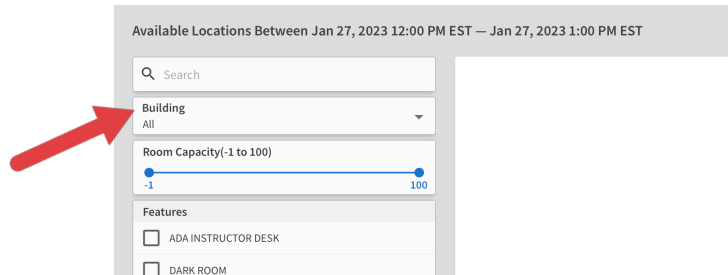 Available Locations Between Jan 27, 2023 12:00 PM EST — Jan 27, 2023 1:00 PM EST
Search
Building
All
Room Capacity(-1 to 100)
-1 100
Features
ADA INSTRUCTOR DESK
DARK ROOM